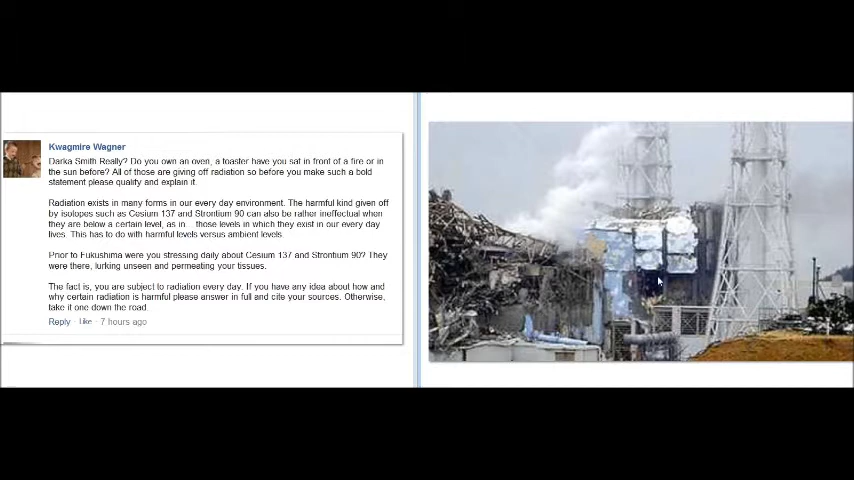 Kwagmire Wagner
Darka Smith Really? Do you own an oven, a toaster have you sat in front of a fire or in
the sun before? All of those are giving off radiation so before you make such a bold
statement please qualify and explain it.
Radiation exists in many forms in our every day environment. The harmful kind given off
by isotopes such as Cesium 137 and Strontium 90 can also be rather ineffectual when
they are below a certain level, as in... those levels in which they exist in our every day
lives. This has to do with harmful levels versus ambient levels.
Prior to Fukushima were you stressing daily about Cesium 137 and Strontium 90? They
were there, lurking unseen and permeating your tissues.
The fact is, you are subject to radiation every day. If you have any idea about how and
why certain radiation is harmful please answer in full and cite your sources. Otherwise,
take it one down the road.
Reply · Like · 7 hours ago